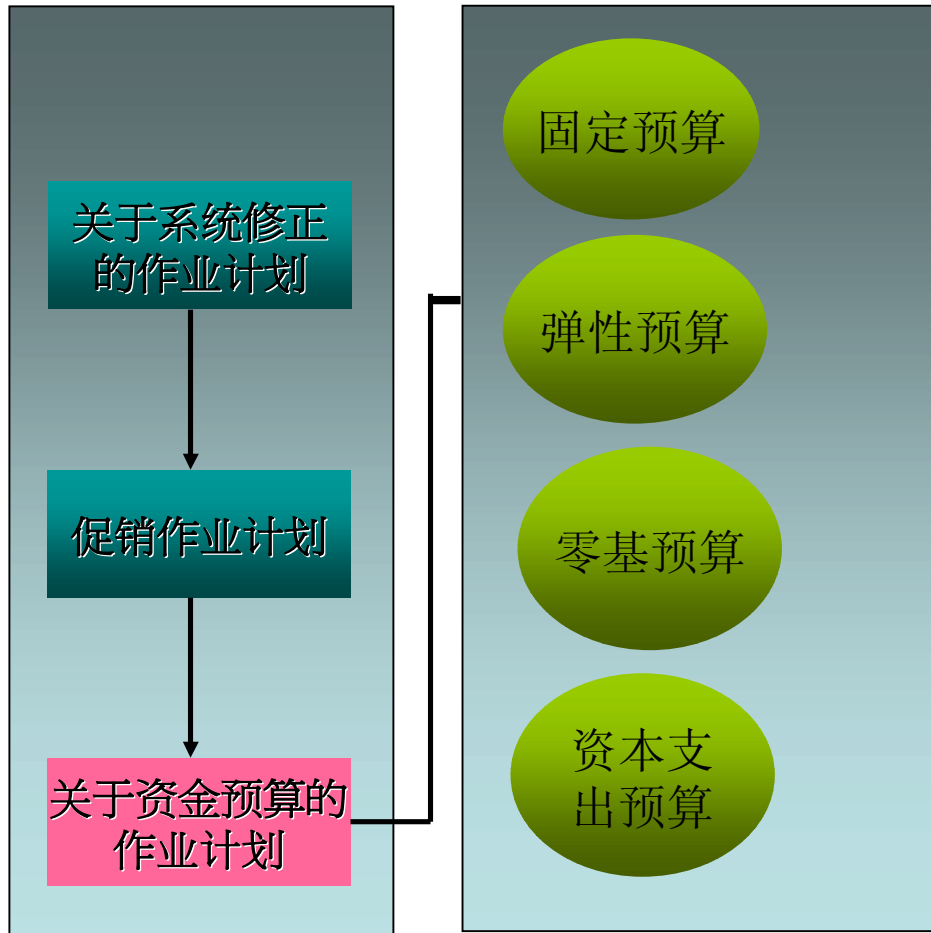 关于系统修正
的作业计划
促销作业计划
关于资金预算的
作业计划
固定预算
弹性预算
零基预算
资本支
出预算